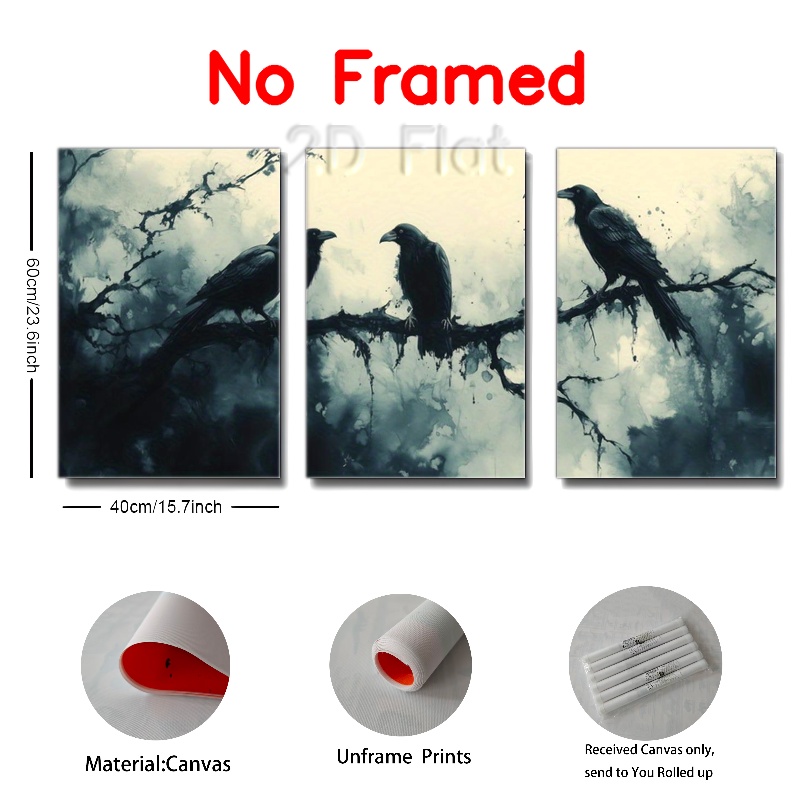 No Framed
2D Flat
60cm/23.6inch
40cm/15.7inch
Material:Canvas
Unframe Prints
Received Canvas only,
send to You Rolled up